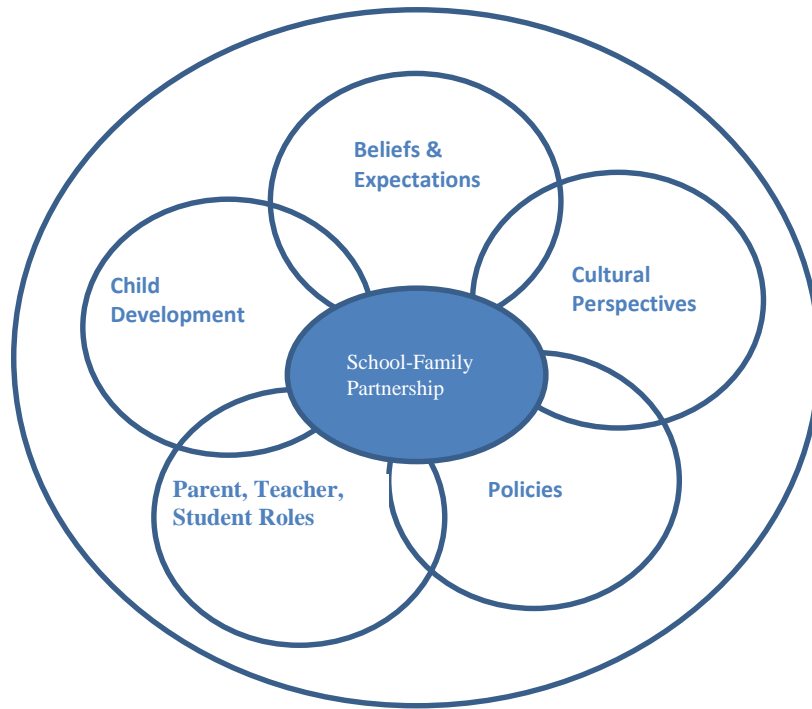 Beliefs &
Expectations
Cultural
Perspectives
Child
Development
School-Family
Partnership
Parent, Teacher,
Student Roles
Policies